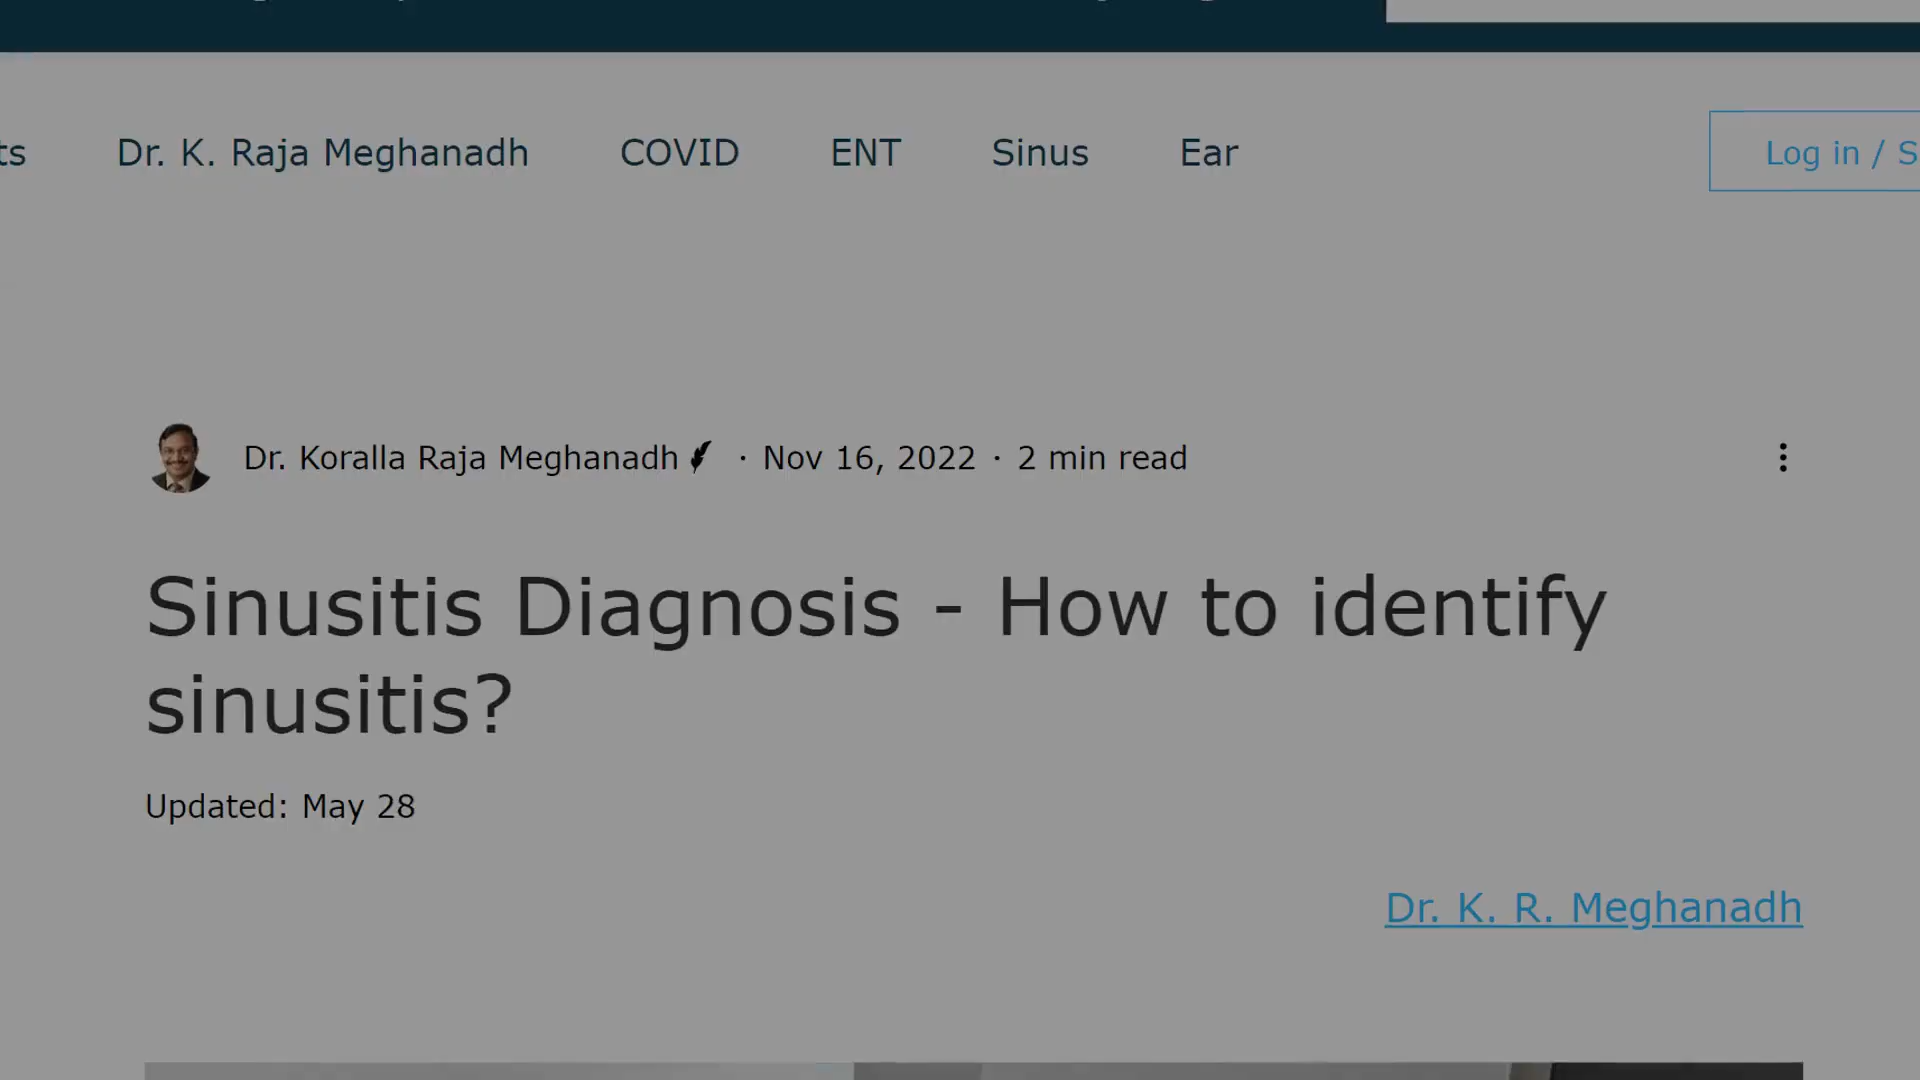 Dr. K. Raja Meghanadh COVID ENT Sinus Ear Log in / S
Dr. Koralla Raja Meghanadh · Nov 16, 2022 · 2 min read
Sinusitis Diagnosis - How to identify
sinusitis?
Updated: May 28
Dr. K. R. Meghanadh